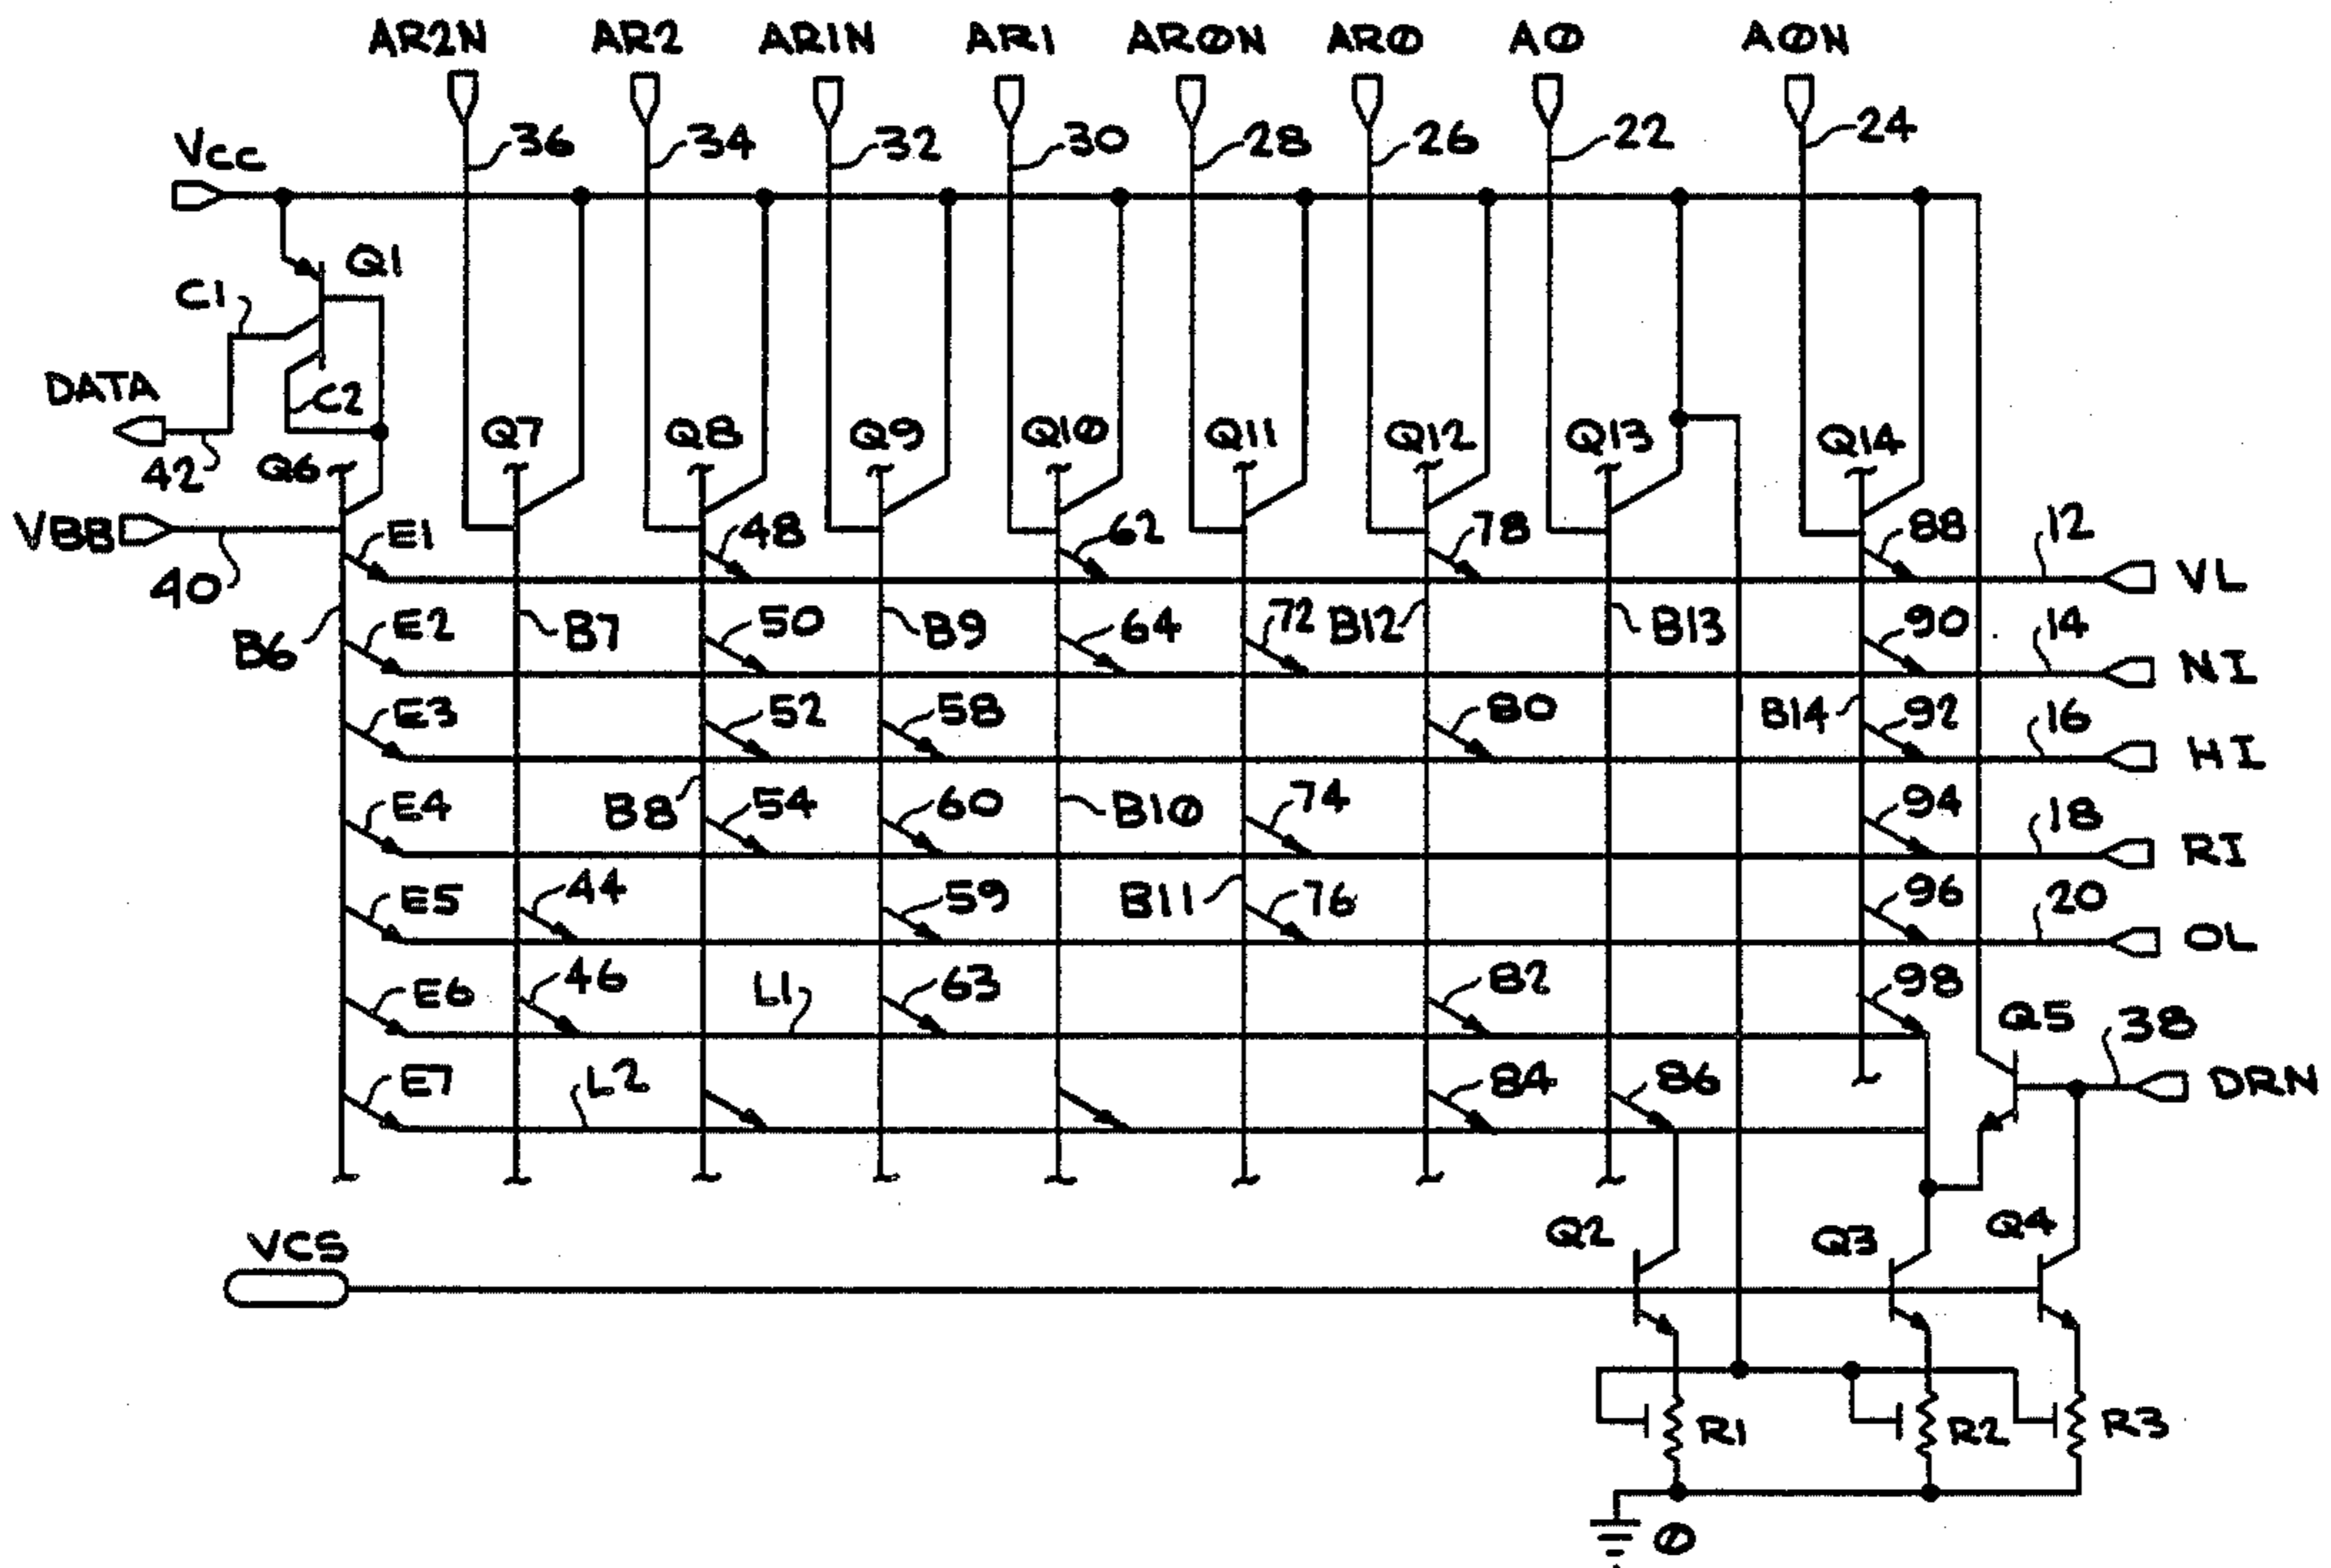 AR2N AR2 AR1N AR1 AR0N AR0 A0 A0N
36 34 32 30 28 26 22 24
VCC
Q1
C1
DATA
C2
42
Q6 Q7 Q8 Q9 Q10 Q11 Q12 Q13 Q14
VBB
40
E1 48 62 78 88 12 VL
B6 E2 B7 50 B9 64 72 B12 B13 90 14 NI
E3 52 58 80 B14 92 16 HI
E4 B8 54 60 B10 74 94 18 RI
E5 44 59 B11 76 96 20 OL
E6 46 L1 63 82 98
Q5 38 DRN
E7 L2 84 86
VCS
Q2 Q3 Q4
R1 R2 R3
0